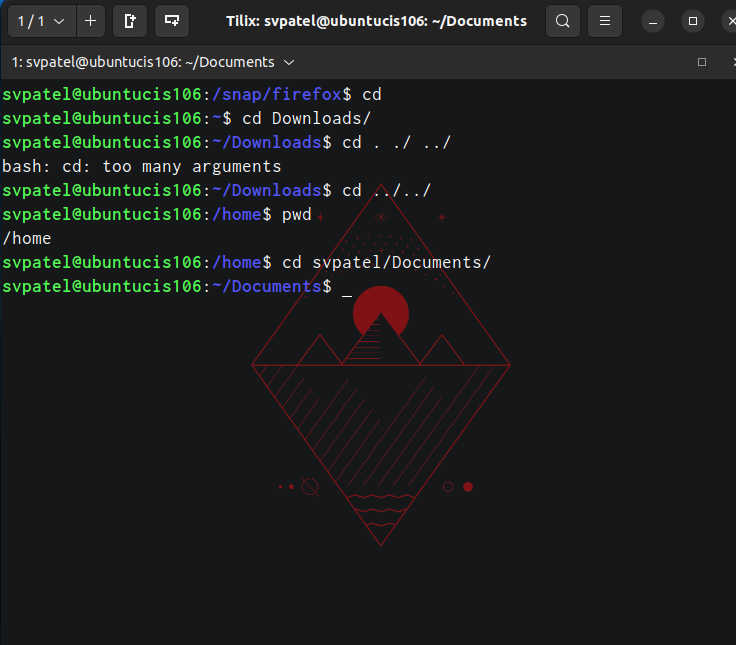 1 / 1
Tilix: svpatel@ubuntucis106: ~/Documents
1: svpatel@ubuntucis106: ~/Documents
svpatel@ubuntucis106:/snap/firefox$ cd
svpatel@ubuntucis106:~$ cd Downloads/
svpatel@ubuntucis106:~/Downloads$ cd . ./ ../
bash: cd: too many arguments
svpatel@ubuntucis106:~/Downloads$ cd ../../
svpatel@ubuntucis106:/home$ pwd
/home
svpatel@ubuntucis106:/home$ cd svpatel/Documents/
svpatel@ubuntucis106:~/Documents$ _